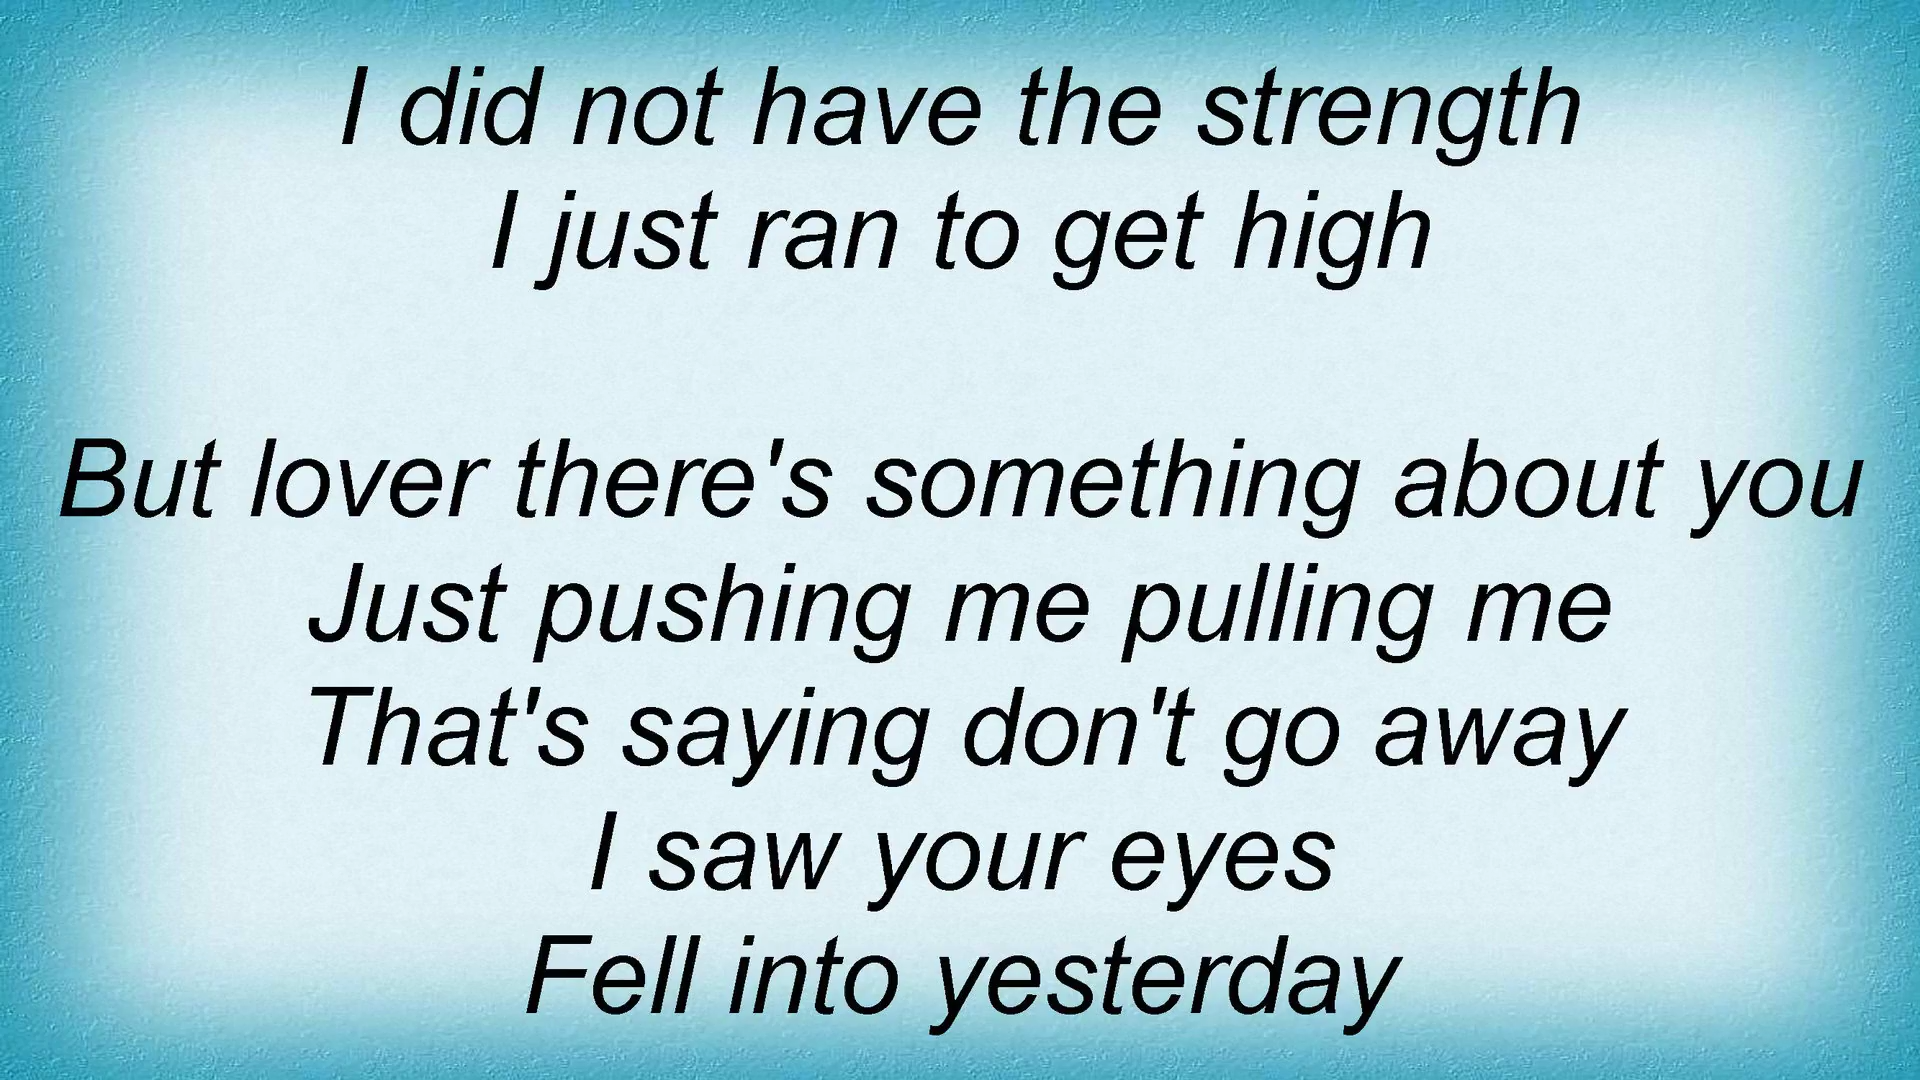 I did not have the strength
I just ran to get high
But lover there's something about you
Just pushing me pulling me
That's saying don't go away
I saw your eyes
Fell into yesterday